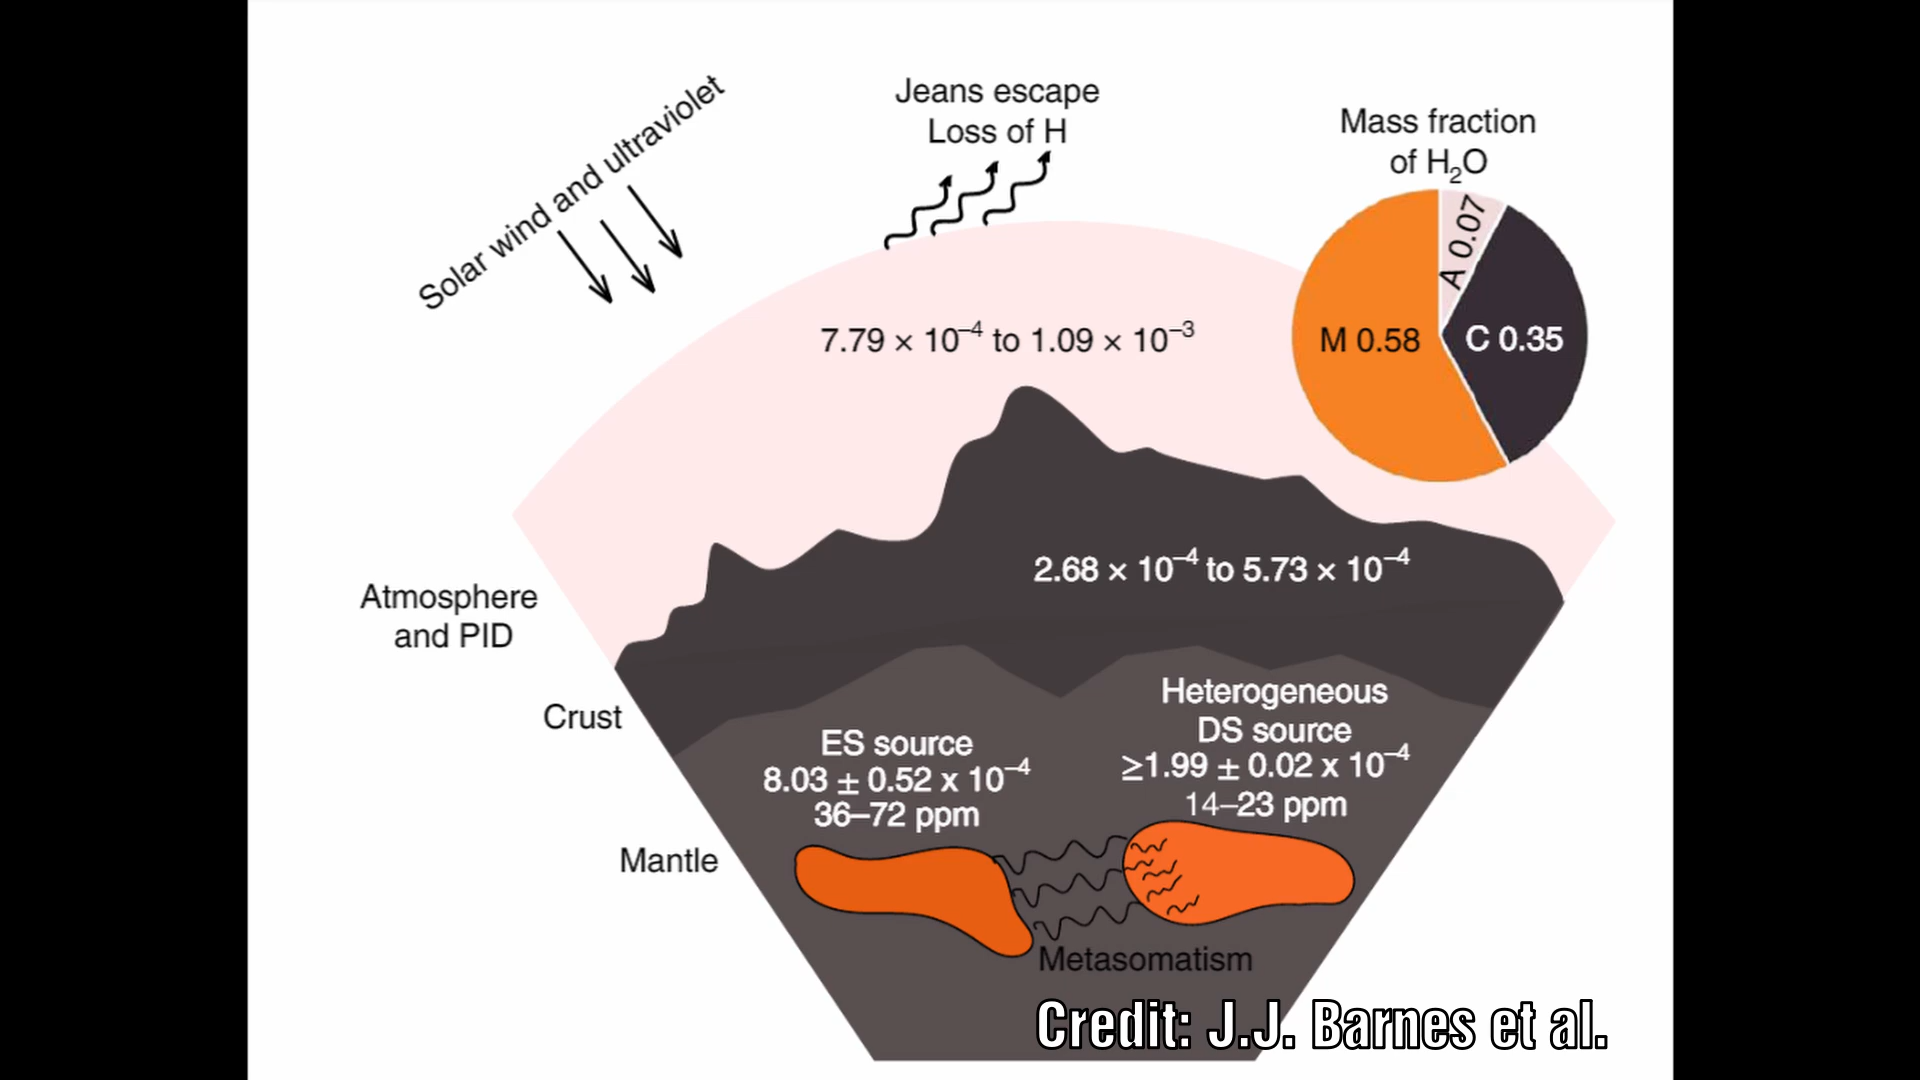 Solar wind and ultraviolet
Jeans escape
Loss of H
Mass fraction
of H₂O
A 0.07
M 0.58
C 0.35
7.79 × 10⁻⁴ to 1.09 × 10⁻³
2.68 × 10⁻⁴ to 5.73 × 10⁻⁴
Atmosphere
and PID
Crust
Mantle
ES source
8.03 ± 0.52 x 10⁻⁴
36–72 ppm
Heterogeneous
DS source
≥1.99 ± 0.02 x 10⁻⁴
14–23 ppm
Metasomatism
Credit: J.J. Barnes et al.